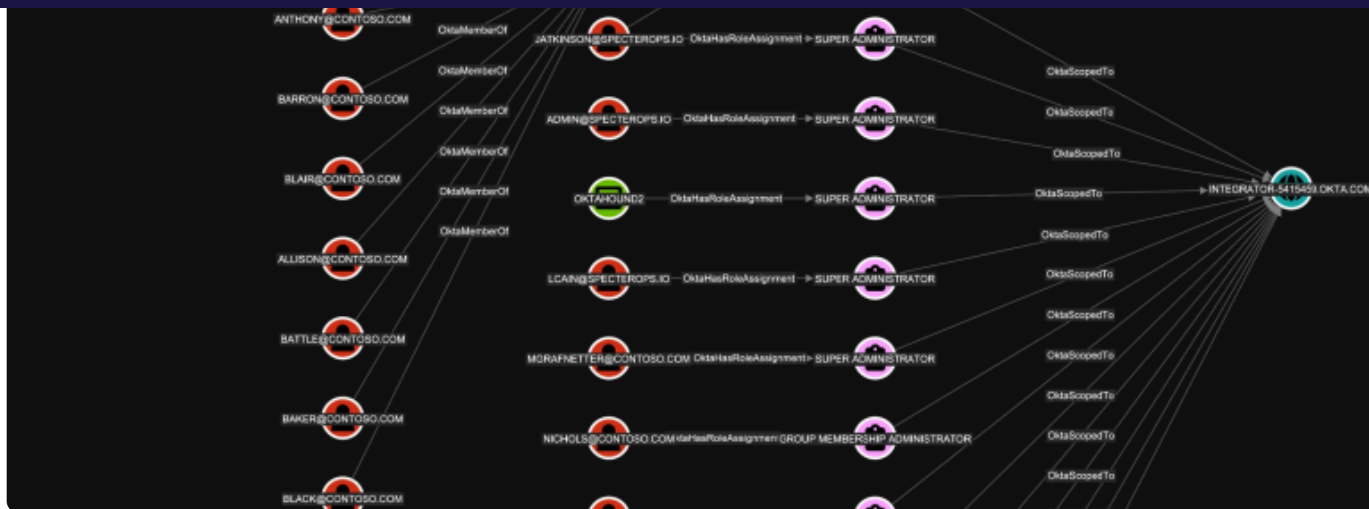 ANTHONY@CONTOSO.COM
OktaMemberOf
JATKINSON@SPECTEROPS.IO OktaHasRoleAssignment SUPER ADMINISTRATOR
OktaMemberOf
OktaScopedTo
BARRON@CONTOSO.COM
OktaMemberOf
OktaScopedTo
ADMIN@SPECTEROPS.IO OktaHasRoleAssignment SUPER ADMINISTRATOR
OktaMemberOf
OktaScopedTo
BLAIR@CONTOSO.COM
OktaMemberOf
OktaScopedTo
INTEGRATOR-5415459.OKTA.COM
OKTAHOUND2 OktaHasRoleAssignment SUPER ADMINISTRATOR
OktaMemberOf
OktaScopedTo
ALLISON@CONTOSO.COM
OktaScopedTo
LCAIN@SPECTEROPS.IO OktaHasRoleAssignment SUPER ADMINISTRATOR
OktaScopedTo
BATTLE@CONTOSO.COM
OktaScopedTo
MGRAFNETTER@CONTOSO.COM OktaHasRoleAssignment SUPER ADMINISTRATOR
OktaScopedTo
BAKER@CONTOSO.COM
OktaScopedTo
NICHOLS@CONTOSO.COM ktaHasRoleAssignmen GROUP MEMBERSHIP ADMINISTRATOR
OktaScopedTo
BLACK@CONTOSO.COM